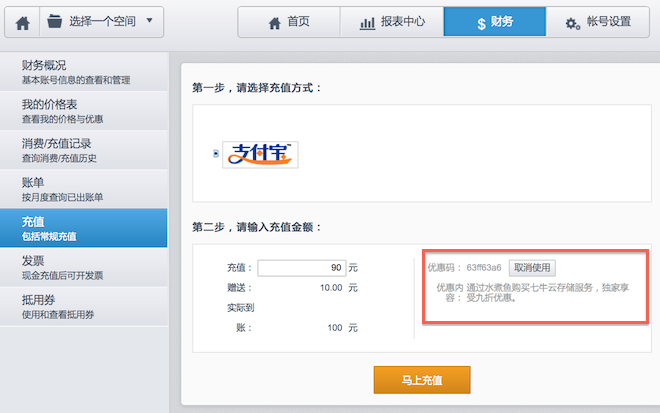 选择一个空间
首页
报表中心
$ 财务
帐号设置
财务概况
基本账号信息的查看和管理
我的价格表
查看我的价格与优惠
消费/充值记录
查询消费/充值历史
账单
按月度查询已出账单
充值
包括常规充值
发票
现金充值后可开发票
抵用券
使用和查看抵用券
第一步，请选择充值方式：
支付宝
第二步，请输入充值金额：
充值： 90 元
赠送： 10.00 元
实际到
账： 100 元
优惠码： 63ff63a6 取消使用
优惠内 通过水煮鱼购买七牛云存储服务，独家享
容： 受九折优惠。
马上充值